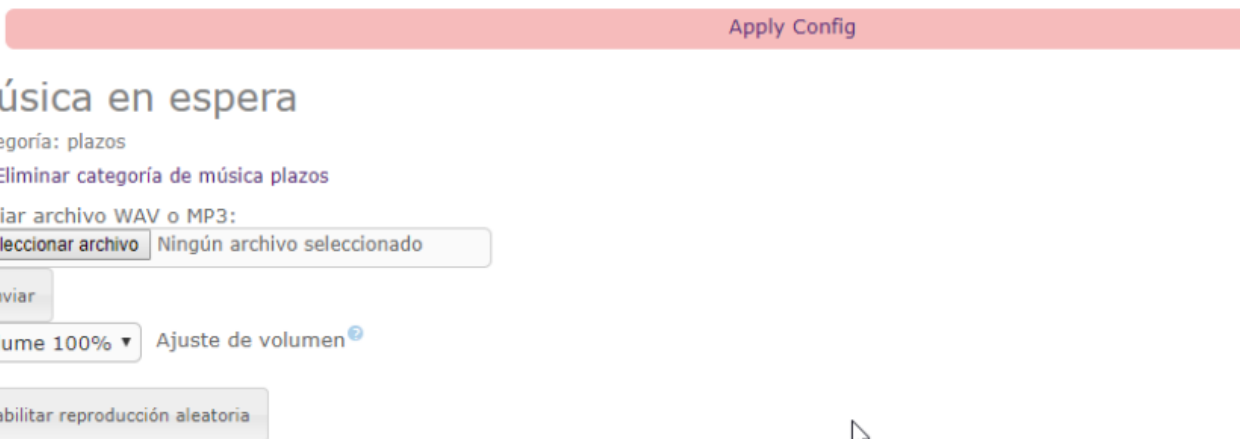 Apply Config
úsica en espera
egoría: plazos
Eliminar categoría de música plazos
iar archivo WAV o MP3:
leccionar archivo Ningún archivo seleccionado
viar
ume 100% Ajuste de volumen
abilitar reproducción aleatoria